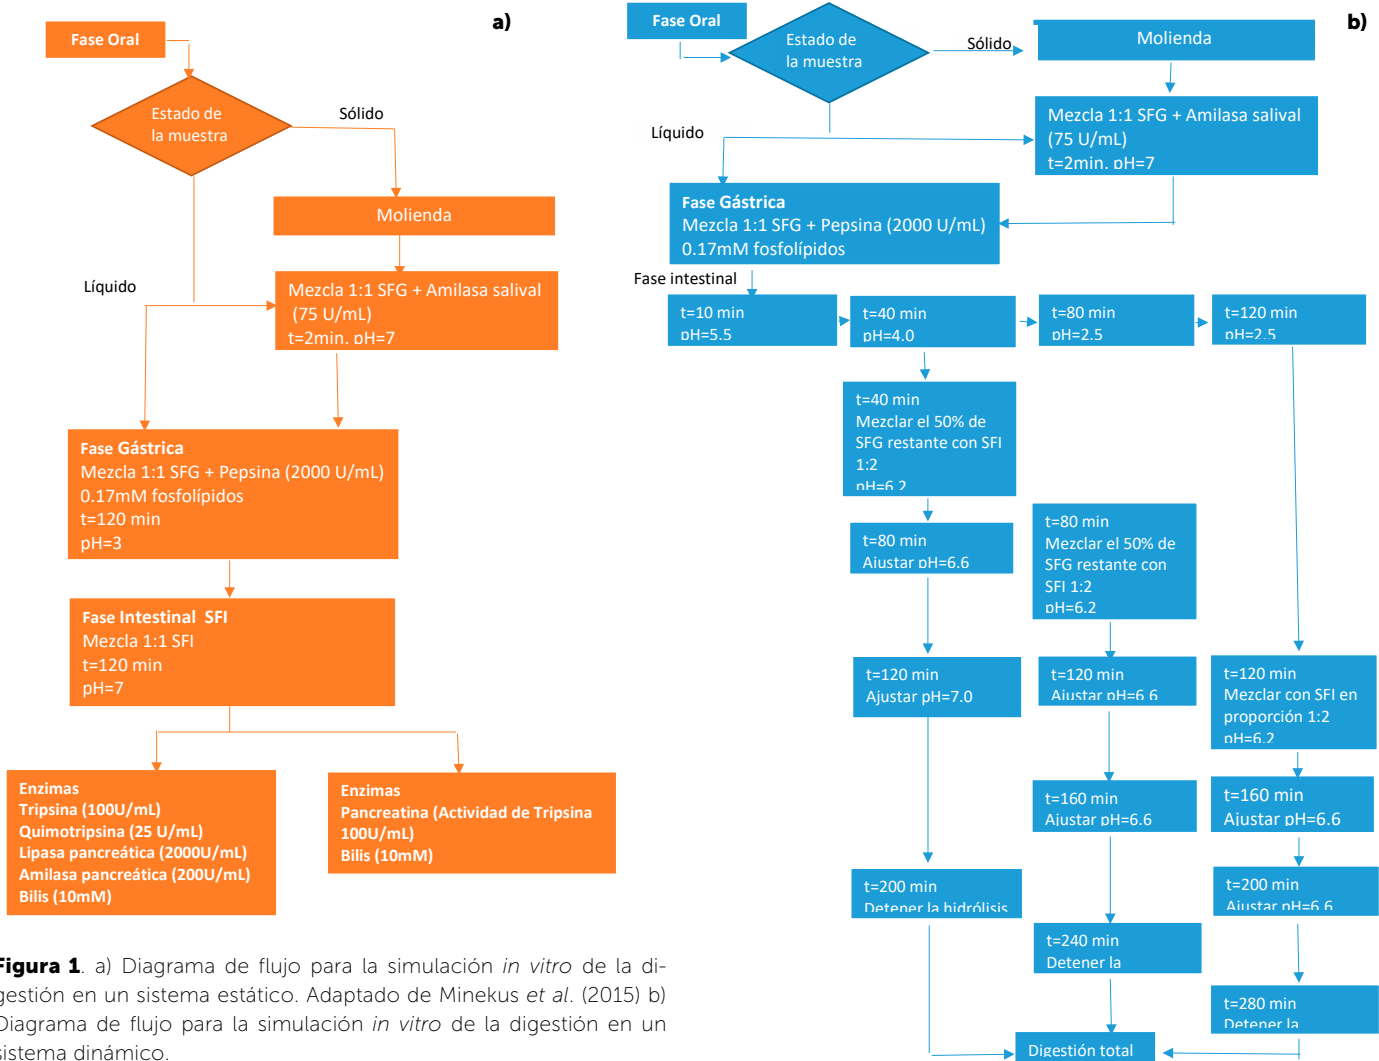 a)
Fase Oral
Estado de
la muestra
Sólido
Molienda
Líquido
Mezcla 1:1 SFG + Amilasa salival
(75 U/mL)
t=2min. pH=7
Fase Gástrica
Mezcla 1:1 SFG + Pepsina (2000 U/mL)
0.17mM fosfolípidos
t=120 min
pH=3
Fase Intestinal SFI
Mezcla 1:1 SFI
t=120 min
pH=7
Enzimas
Tripsina (100U/mL)
Quimotripsina (25 U/mL)
Lipasa pancreática (2000U/mL)
Amilasa pancreática (200U/mL)
Bilis (10mM)
Enzimas
Pancreatina (Actividad de Tripsina
100U/mL)
Bilis (10mM)
b)
Fase Oral
Estado de
la muestra
Sólido
Molienda
Líquido
Mezcla 1:1 SFG + Amilasa salival
(75 U/mL)
t=2min. pH=7
Fase Gástrica
Mezcla 1:1 SFG + Pepsina (2000 U/mL)
0.17mM fosfolípidos
Fase intestinal
t=10 min
pH=5.5
t=40 min
pH=4.0
t=80 min
pH=2.5
t=120 min
pH=2.5
t=40 min
Mezclar el 50% de
SFG restante con SFI
1:2
pH=6.2
t=80 min
Ajustar pH=6.6
t=120 min
Ajustar pH=7.0
t=200 min
Detener la hidrólisis
t=80 min
Mezclar el 50% de
SFG restante con
SFI 1:2
pH=6.2
t=120 min
Ajustar pH=6.6
t=160 min
Ajustar pH=6.6
t=240 min
Detener la
t=120 min
Mezclar con SFI en
proporción 1:2
pH=6.2
t=160 min
Ajustar pH=6.6
t=200 min
Ajustar pH=6.6
t=280 min
Detener la
Digestión total
Figura 1. a) Diagrama de flujo para la simulación in vitro de la di-
gestión en un sistema estático. Adaptado de Minekus et al. (2015) b)
Diagrama de flujo para la simulación in vitro de la digestión en un
sistema dinámico.